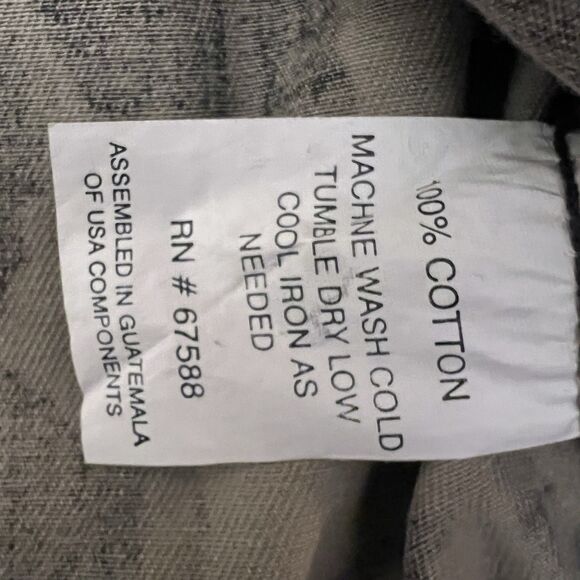 100% COTTON
MACHNE WASH COLD
TUMBLE DRY LOW
COOL IRON AS
NEEDED
RN # 67588
ASSEMBLED IN GUATEMALA
OF USA COMPONENTS